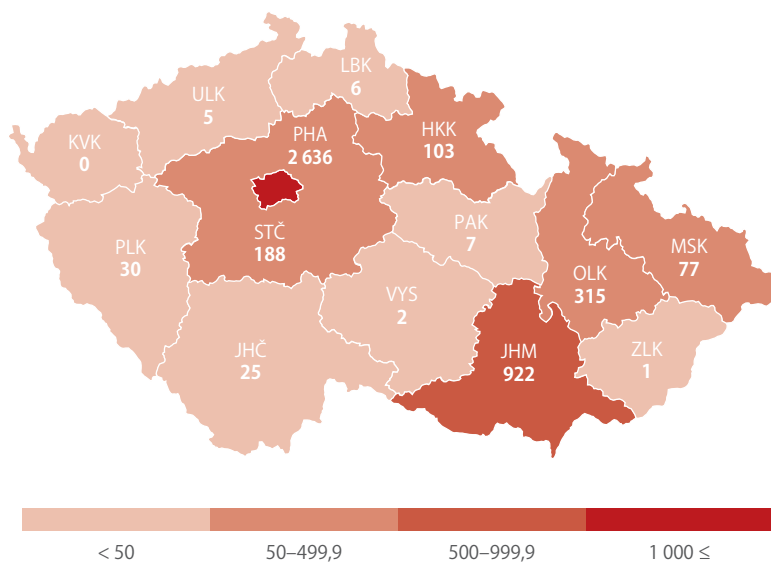 LBK
6
ULK
5
PHA
2 636
HKK
103
KVK
0
STČ
188
PAK
7
PLK
30
MSK
77
OLK
315
VYS
2
JHČ
25
JHM
922
ZLK
1
< 50
50–499,9
500–999,9
1 000 ≤